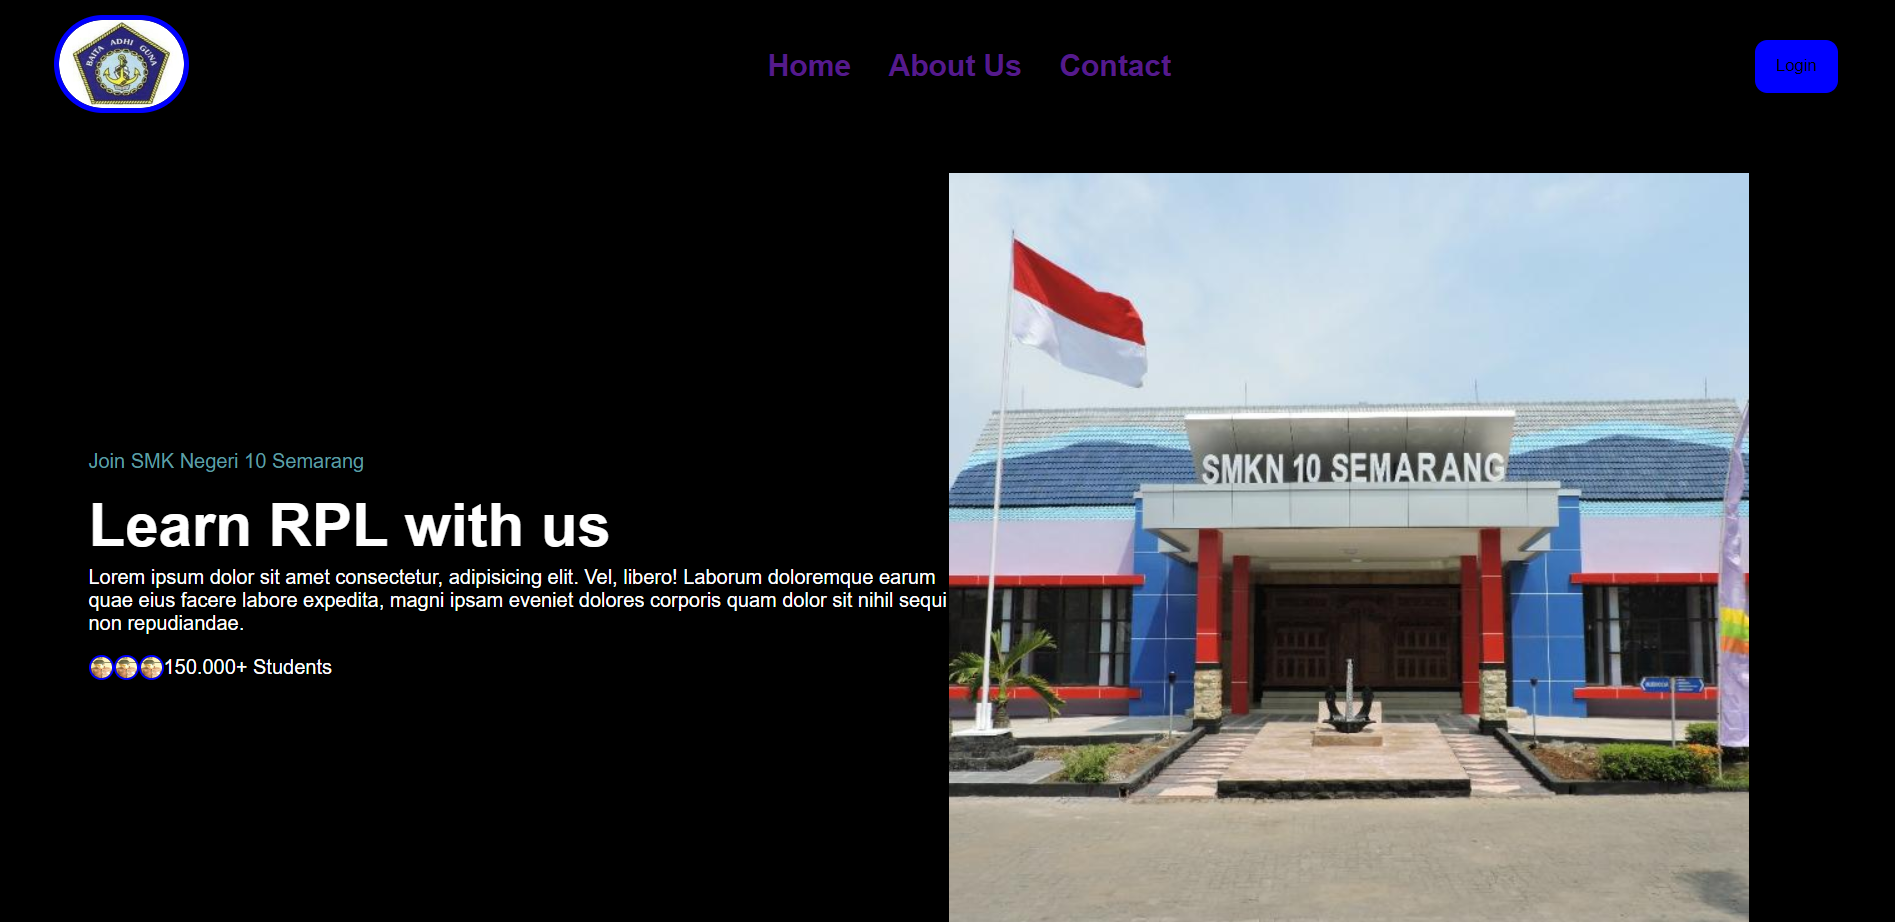 BAITA ADHI GUNA
Home About Us Contact
Login
Join SMK Negeri 10 Semarang
Learn RPL with us
Lorem ipsum dolor sit amet consectetur, adipisicing elit. Vel, libero! Laborum doloremque earum
quae eius facere labore expedita, magni ipsam eveniet dolores corporis quam dolor sit nihil sequi
non repudiandae.
150.000+ Students
SMKN 10 SEMARANG